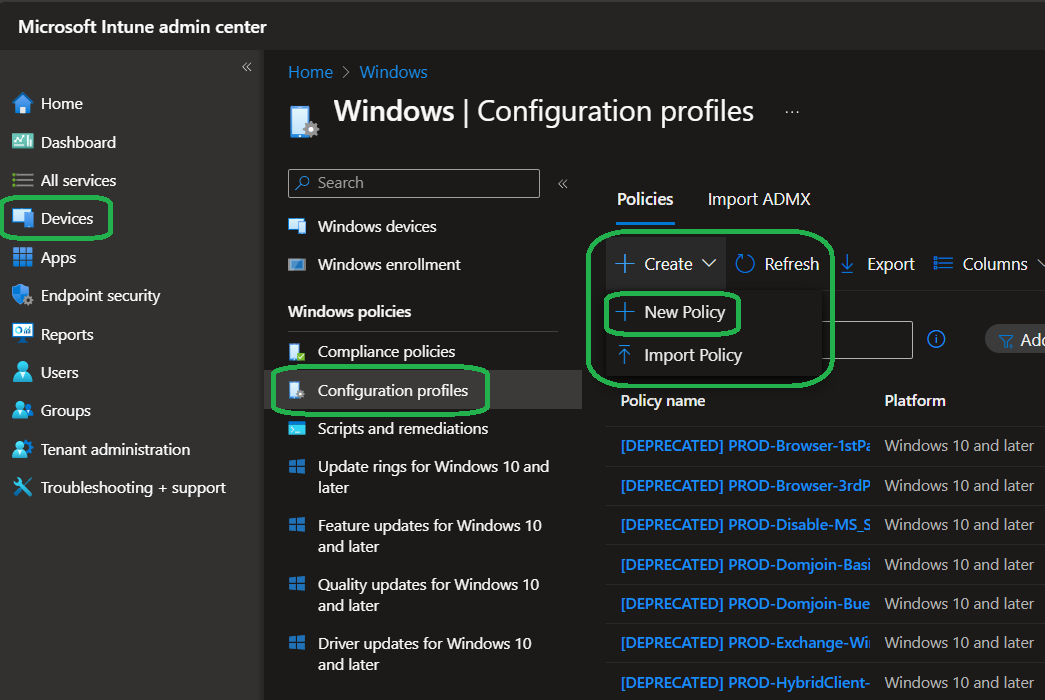 Microsoft Intune admin center
«
Home
Dashboard
All services
Devices
Apps
Endpoint security
Reports
Users
Groups
Tenant administration
Troubleshooting + support
Home > Windows
Windows | Configuration profiles ...
Search
«
Windows devices
Windows enrollment
Windows policies
Compliance policies
Configuration profiles
Scripts and remediations
Update rings for Windows 10 and
later
Feature updates for Windows 10
and later
Quality updates for Windows 10
and later
Driver updates for Windows 10
and later
Policies Import ADMX
Create Refresh Export Columns
New Policy
Import Policy
Add
Policy name Platform
[DEPRECATED] PROD-Browser-1stPa Windows 10 and later
[DEPRECATED] PROD-Browser-3rdP Windows 10 and later
[DEPRECATED] PROD-Disable-MS_S Windows 10 and later
[DEPRECATED] PROD-Domjoin-Basi Windows 10 and later
[DEPRECATED] PROD-Domjoin-Bue Windows 10 and later
[DEPRECATED] PROD-Exchange-Wi Windows 10 and later
[DEPRECATED] PROD-HybridClient- Windows 10 and later